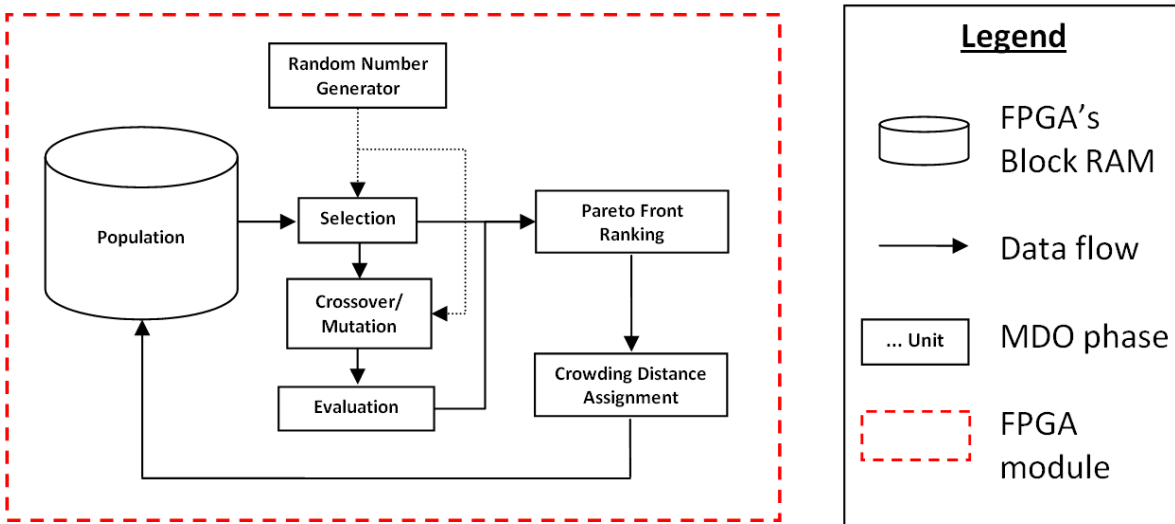 Random Number
Generator
Population
Selection
Crossover/
Mutation
Evaluation
Pareto Front
Ranking
Crowding Distance
Assignment
Legend
FPGA’s
Block RAM
Data flow
... Unit
MDO phase
FPGA
module